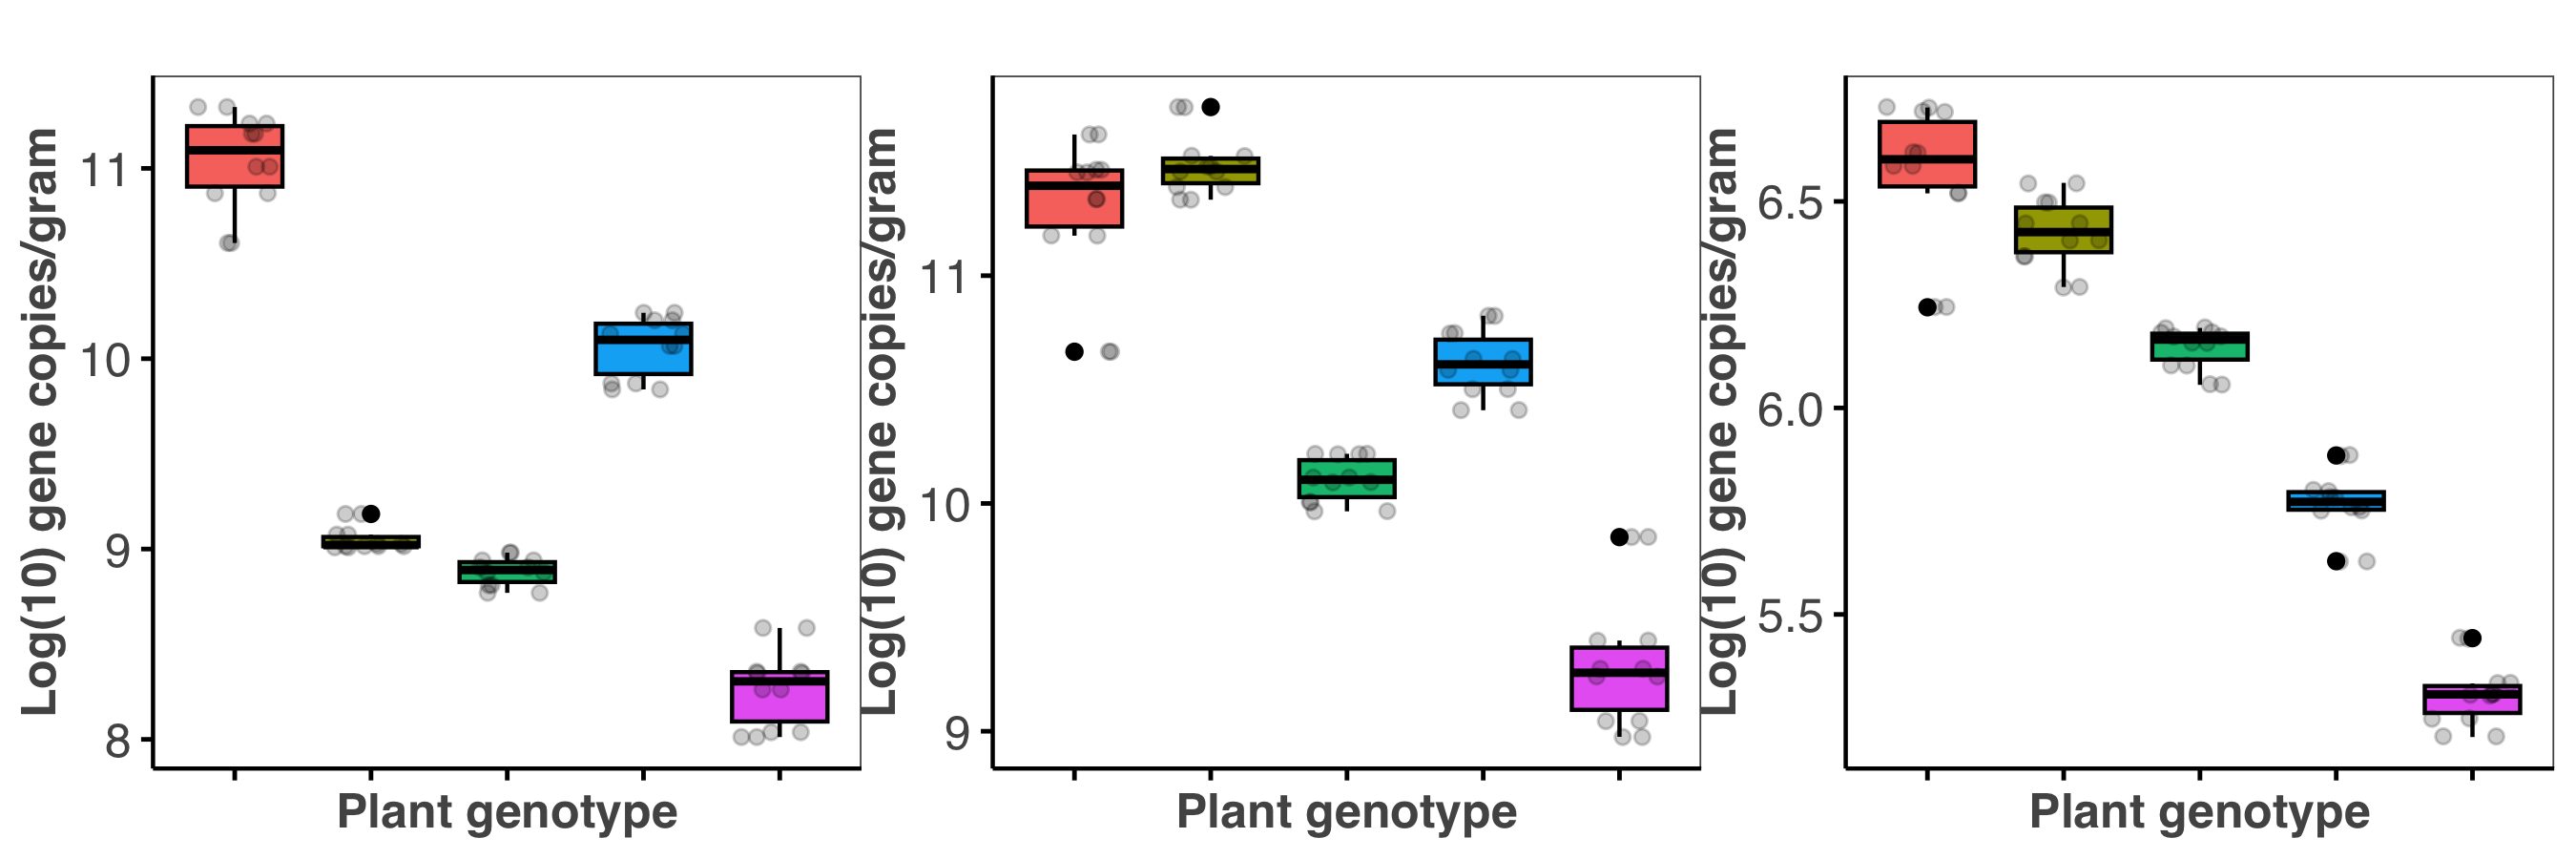 Log(10) gene copies/gram
11
10
9
8
Plant genotype
Log(10) gene copies/gram
11
10
9
Plant genotype
Log(10) gene copies/gram
6.5
6.0
5.5
Plant genotype